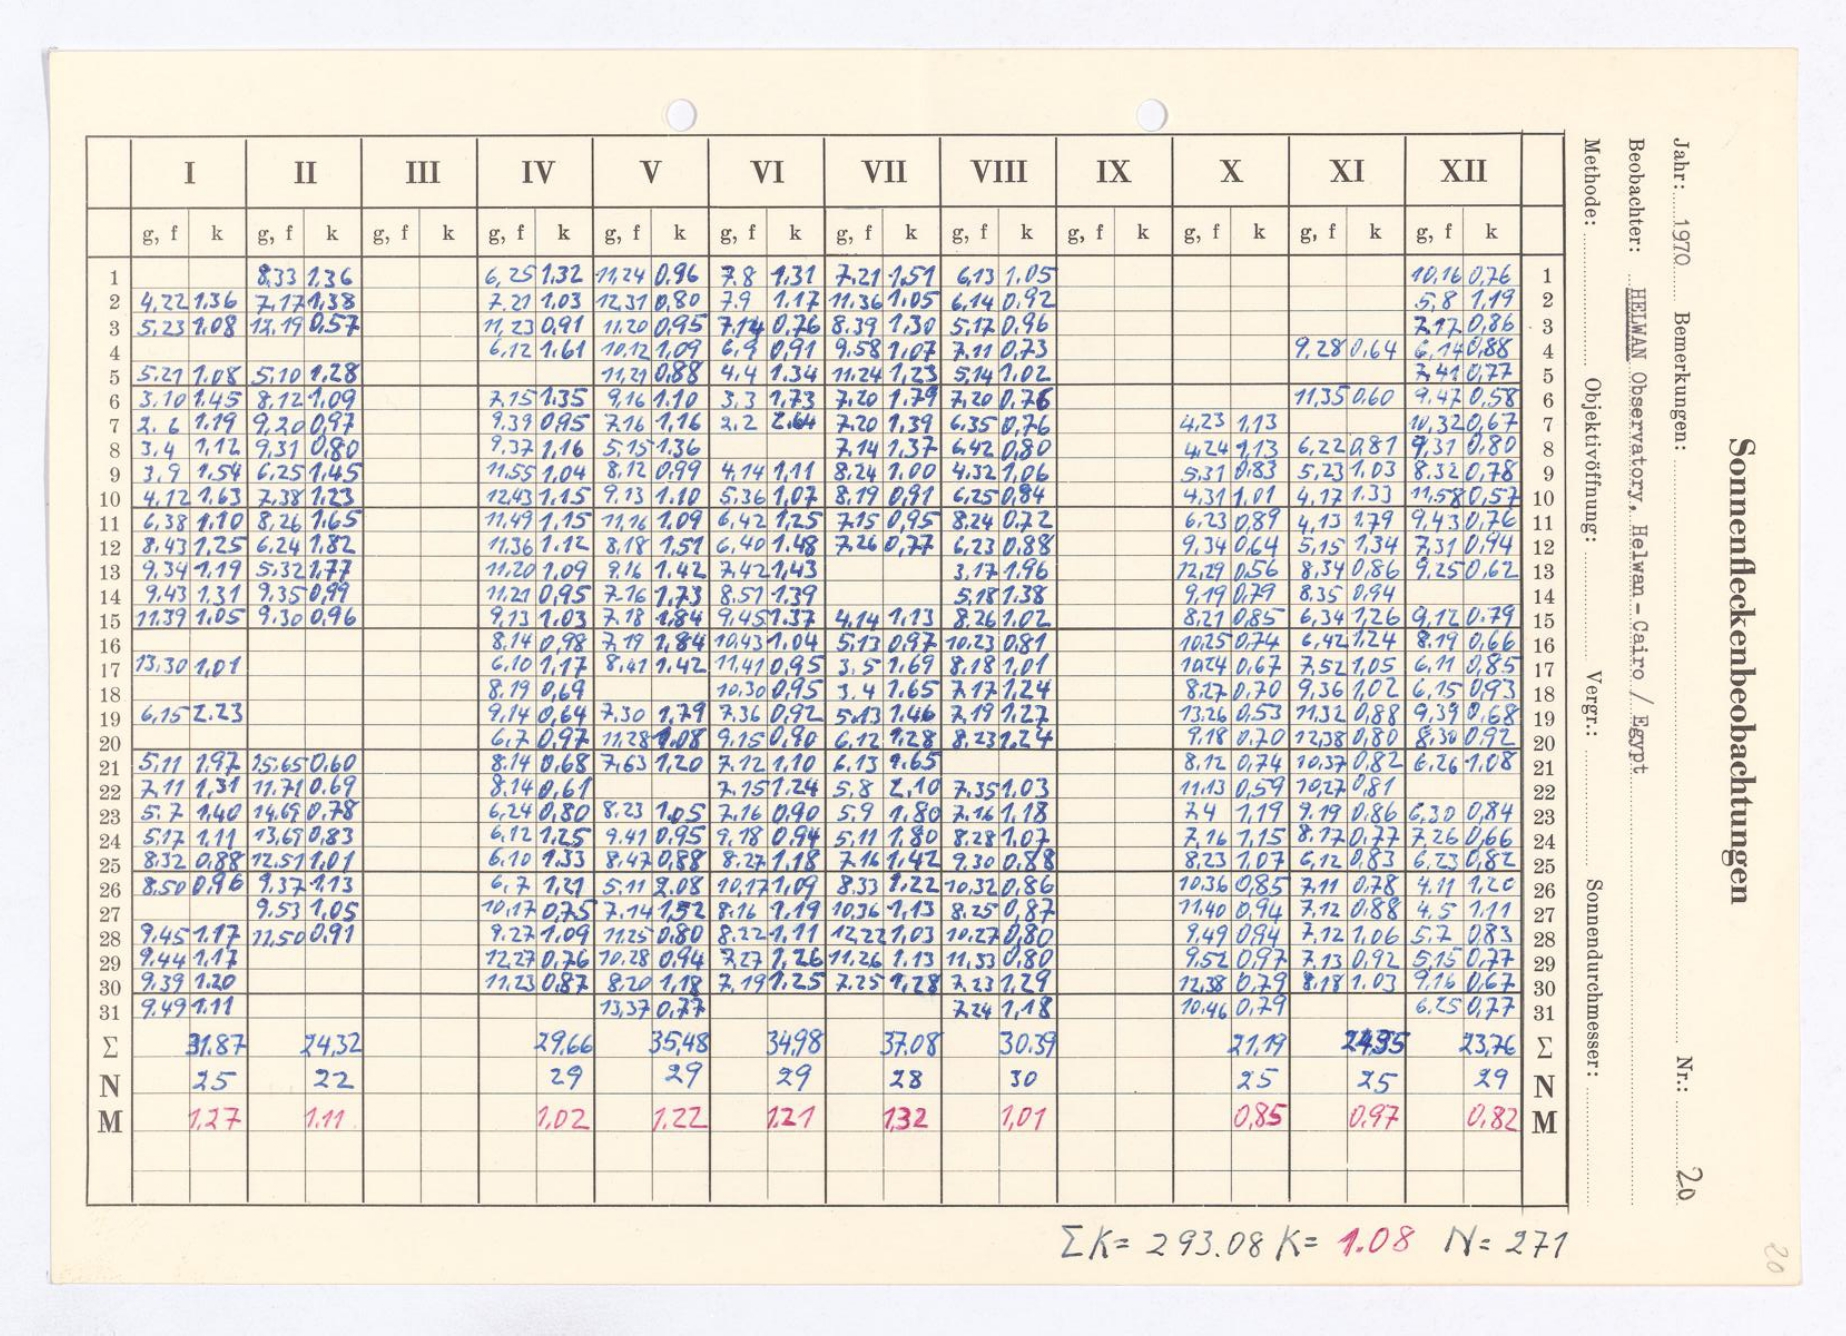 Sonnenfleckenbeobachtungen
Jahr: 1970 Bemerkungen: Nr.: 20
Beobachter: HELWAN Observatory, Helwan-Cairo / Egypt
Methode: Objektivöffnung: Vergr.: Sonnendurchmesser:
I II III IV V VI VII VIII IX X XI XII
g, f k g, f k g, f k g, f k g, f k g, f k g, f k g, f k g, f k g, f k g, f k g, f k
1 8,33 1,36 6,25 1,32 11,24 0,96 7.8 1,31 7,21 1,51 6,13 1,05 10,16 0,76 1
2 4,22 1,36 7,17 1,38 7.21 1,03 12,31 0,80 7.9 1,17 11,36 1,05 6,14 0,92 5,8 1,19 2
3 5,23 1,08 12,19 0,57 11,23 0,91 11,20 0,95 7,14 0,76 8,39 1,30 5,17 0,96 7,17 0,86 3
4 6,12 1,61 10,12 1,09 6,9 0,91 9,58 1,07 7,11 0,73 9,28 0,64 6,14 0,88 4
5 5,21 1,08 5,10 1,28 11,21 0,88 4,4 1,34 11,24 1,23 5,14 1,02 7,41 0,77 5
6 3,10 1,45 8,12 1,09 7,15 1,35 9,16 1,10 3,3 1,73 7,20 1,79 7,20 0,76 11,35 0,60 9,47 0,58 6
7 2,6 1,19 9,20 0,97 9,39 0,95 7,16 1,16 2,2 2,64 7,20 1,39 6,35 0,76 4,23 1,13 10,32 0,67 7
8 3,4 1,12 9,31 0,80 9,37 1,16 5,15 1,36 7,14 1,37 6,42 0,80 4,24 1,13 6,22 0,81 9,31 0,80 8
9 3,9 1,54 6,25 1,45 11,55 1,04 8,12 0,99 4,14 1,11 8,24 1,00 4,32 1,06 5,31 0,83 5,23 1,03 8,32 0,78 9
10 4,12 1,63 7,38 1,23 12,43 1,15 9,13 1,10 5,36 1,07 8,19 0,91 6,25 0,84 4,31 1,01 4,17 1,33 11,58 0,57 10
11 6,38 1,10 8,26 1,65 11,49 1,15 11,16 1,09 6,42 1,25 7,15 0,95 8,24 0,72 6,23 0,89 4,13 1,79 9,43 0,76 11
12 8,43 1,25 6,24 1,82 11,36 1,12 8,18 1,51 6,40 1,48 7,26 0,77 6,23 0,88 9,34 0,64 5,15 1,34 7,31 0,94 12
13 9,34 1,19 5,32 1,77 11,20 1,09 9,16 1,42 7,42 1,43 3,17 1,96 12,29 0,56 8,34 0,86 9,25 0,62 13
14 9,43 1,31 9,35 0,99 11,21 0,95 7,16 1,73 8,51 1,39 5,18 1,38 9,19 0,79 8,35 0,94 14
15 11,39 1,05 9,30 0,96 9,13 1,03 7,18 1,84 9,45 1,37 4,14 1,13 8,26 1,02 8,21 0,85 6,34 1,26 9,12 0,79 15
16 8,14 0,98 7,19 1,84 10,43 1,04 5,13 0,97 10,23 0,81 10,25 0,74 6,42 1,24 8,19 0,66 16
17 13,30 1,01 6,10 1,17 8,41 1,42 11,41 0,95 3,5 1,69 8,18 1,01 10,24 0,67 7,52 1,05 6,11 0,85 17
18 8,19 0,69 10,30 0,95 3,4 1,65 7,17 1,24 8,27 0,70 9,36 1,02 6,15 0,93 18
19 6,15 2,23 9,14 0,64 7,30 1,79 7,36 0,92 5,13 1,46 7,19 1,27 13,26 0,53 11,32 0,88 9,39 0,68 19
20 6,7 0,97 11,28 1,08 9,15 0,90 6,12 1,28 8,23 1,24 9,18 0,70 12,38 0,80 8,30 0,92 20
21 5,11 1,97 15,65 0,60 8,14 0,68 7,63 1,20 7,12 1,10 6,13 1,65 8,12 0,74 10,37 0,82 6,26 1,08 21
22 7,11 1,31 11,71 0,69 8,14 0,61 7,15 1,24 5,8 2,10 7,35 1,03 11,13 0,59 10,27 0,81 22
23 5,7 1,40 14,69 0,78 6,24 0,80 8,23 1,05 7,16 0,90 5,9 1,80 7,16 1,18 7,4 1,19 9,19 0,86 6,30 0,84 23
24 5,17 1,11 13,69 0,83 6,12 1,25 9,41 0,95 9,18 0,94 5,11 1,80 8,28 1,07 7,16 1,15 8,17 0,77 7,26 0,66 24
25 8,32 0,88 12,51 1,01 6,10 1,33 8,47 0,88 8,27 1,18 7,16 1,42 9,30 0,88 8,23 1,07 6,12 0,83 6,23 0,82 25
26 8,50 0,96 9,37 1,13 6,7 1,21 5,11 2,08 10,17 1,09 8,33 1,22 10,32 0,86 10,36 0,85 7,11 0,78 4,11 1,20 26
27 9,53 1,05 10,17 0,75 7,14 1,52 8,16 1,19 10,36 1,13 8,25 0,87 11,40 0,94 7,12 0,88 4,5 1,11 27
28 9,45 1,17 11,50 0,91 9,27 1,09 11,25 0,80 8,22 1,11 12,22 1,03 10,27 0,80 9,49 0,94 7,12 1,06 5,7 0,83 28
29 9,44 1,17 12,27 0,76 10,28 0,94 7,27 1,26 11,26 1,13 11,33 0,80 9,52 0,97 7,13 0,92 5,15 0,77 29
30 9,39 1,20 11,23 0,87 8,20 1,18 7,19 1,25 7,25 1,28 7,23 1,29 12,38 0,79 8,18 1,03 9,16 0,67 30
31 9,49 1,11 13,37 0,77 7,24 1,18 10,46 0,79 6,25 0,77 31
Σ 31,87 24,32 29,66 35,48 34,98 37,08 30,39 21,19 24,35 23,76 Σ
N 25 22 29 29 29 28 30 25 25 29 N
M 1,27 1,11 1,02 1,22 1,21 1,32 1,01 0,85 0,97 0,82 M
ΣK= 293.08 K= 1.08 N= 271
20